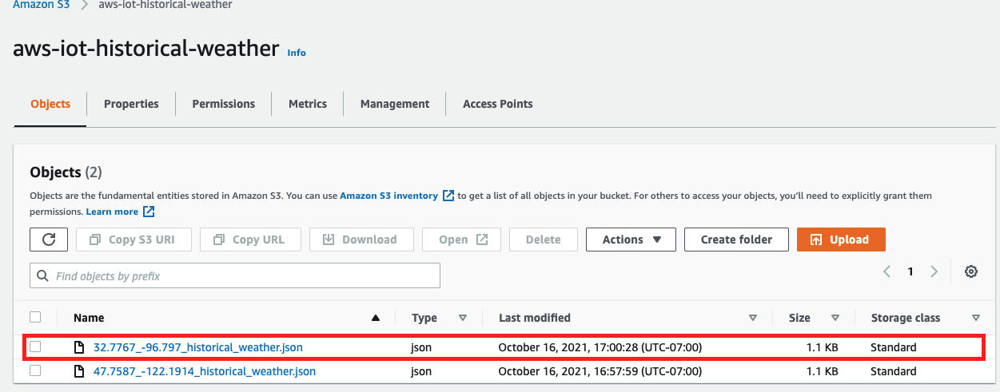 Amazon S3 > aws-iot-historical-weather
aws-iot-historical-weather Info
Objects Properties Permissions Metrics Management Access Points
Objects (2)
Objects are the fundamental entities stored in Amazon S3. You can use Amazon S3 inventory to get a list of all objects in your bucket. For others to access your objects, you'll need to explicitly grant them
permissions. Learn more
Copy S3 URI Copy URL Download Open Delete Actions Create folder Upload
Find objects by prefix 1
Name Type Last modified Size Storage class
32.7767_-96.797_historical_weather.json json October 16, 2021, 17:00:28 (UTC-07:00) 1.1 KB Standard
47.7587_-122.1914_historical_weather.json json October 16, 2021, 16:57:59 (UTC-07:00) 1.1 KB Standard